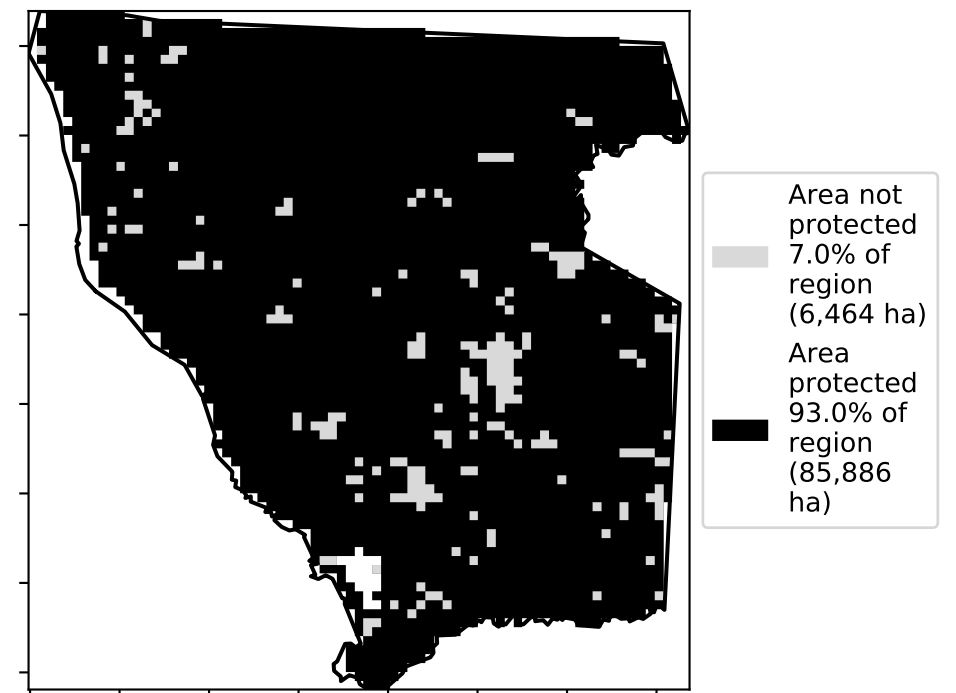 Area not
protected
7.0% of
region
(6,464 ha)
Area
protected
93.0% of
region
(85,886
ha)